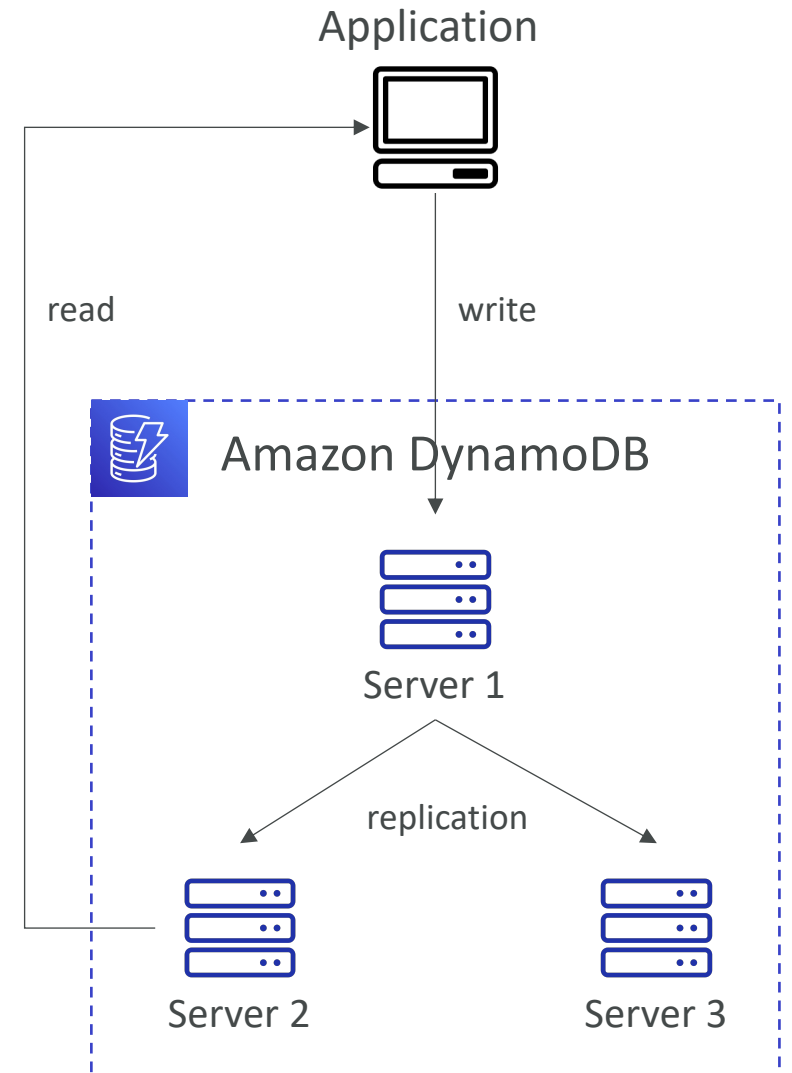 Application
read
write
Amazon DynamoDB
Server 1
replication
Server 2
Server 3